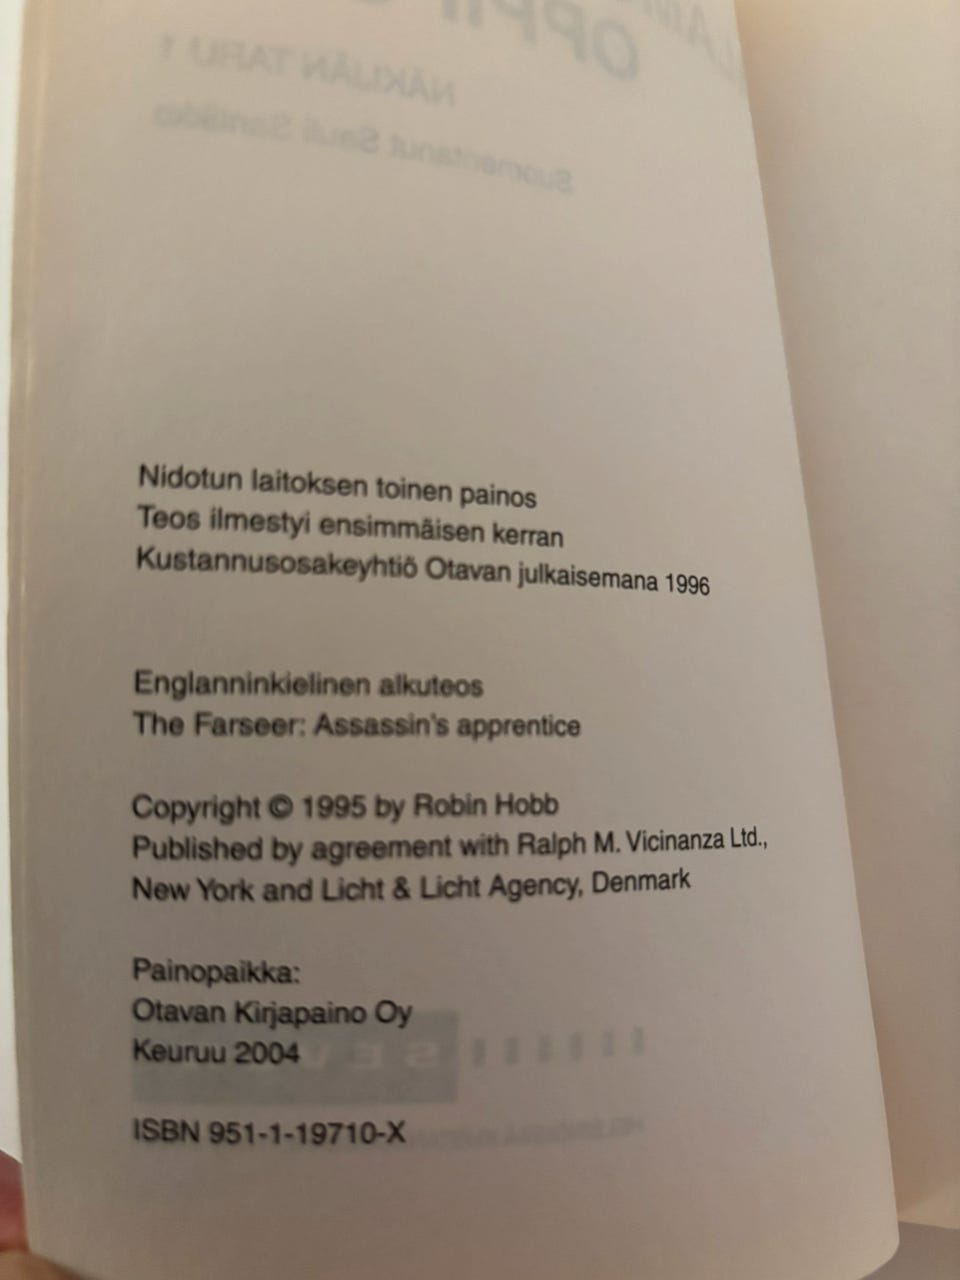 Nidotun laitoksen toinen painos
Teos ilmestyi ensimmäisen kerran
Kustannusosakeyhtiö Otavan julkaisemana 1996
Englanninkielinen alkuteos
The Farseer: Assassin's apprentice
Copyright © 1995 by Robin Hobb
Published by agreement with Ralph M. Vicinanza Ltd.,
New York and Licht & Licht Agency, Denmark
Painopaikka:
Otavan Kirjapaino Oy
Keuruu 2004
ISBN 951-1-19710-X